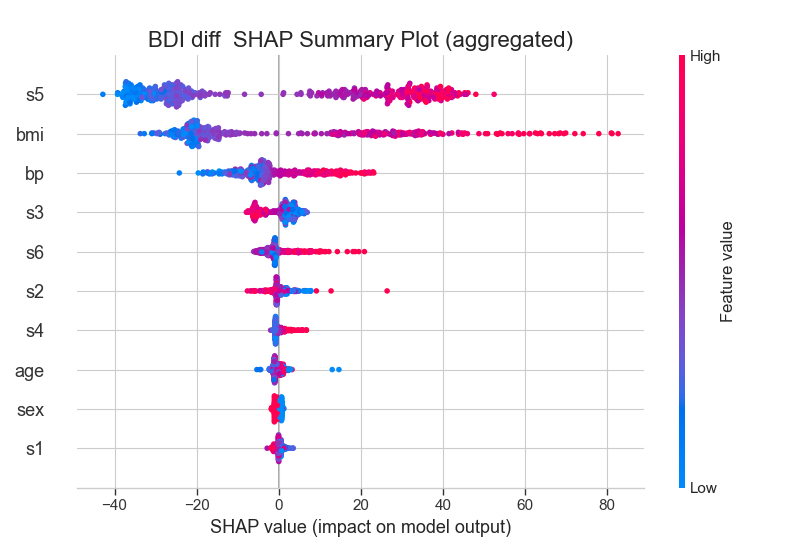 BDI diff  SHAP Summary Plot (aggregated)
High
s5
bmi
bp
s3
s6
s2
s4
age
sex
s1
Feature value
Low
−40 −20 0 20 40 60 80
SHAP value (impact on model output)